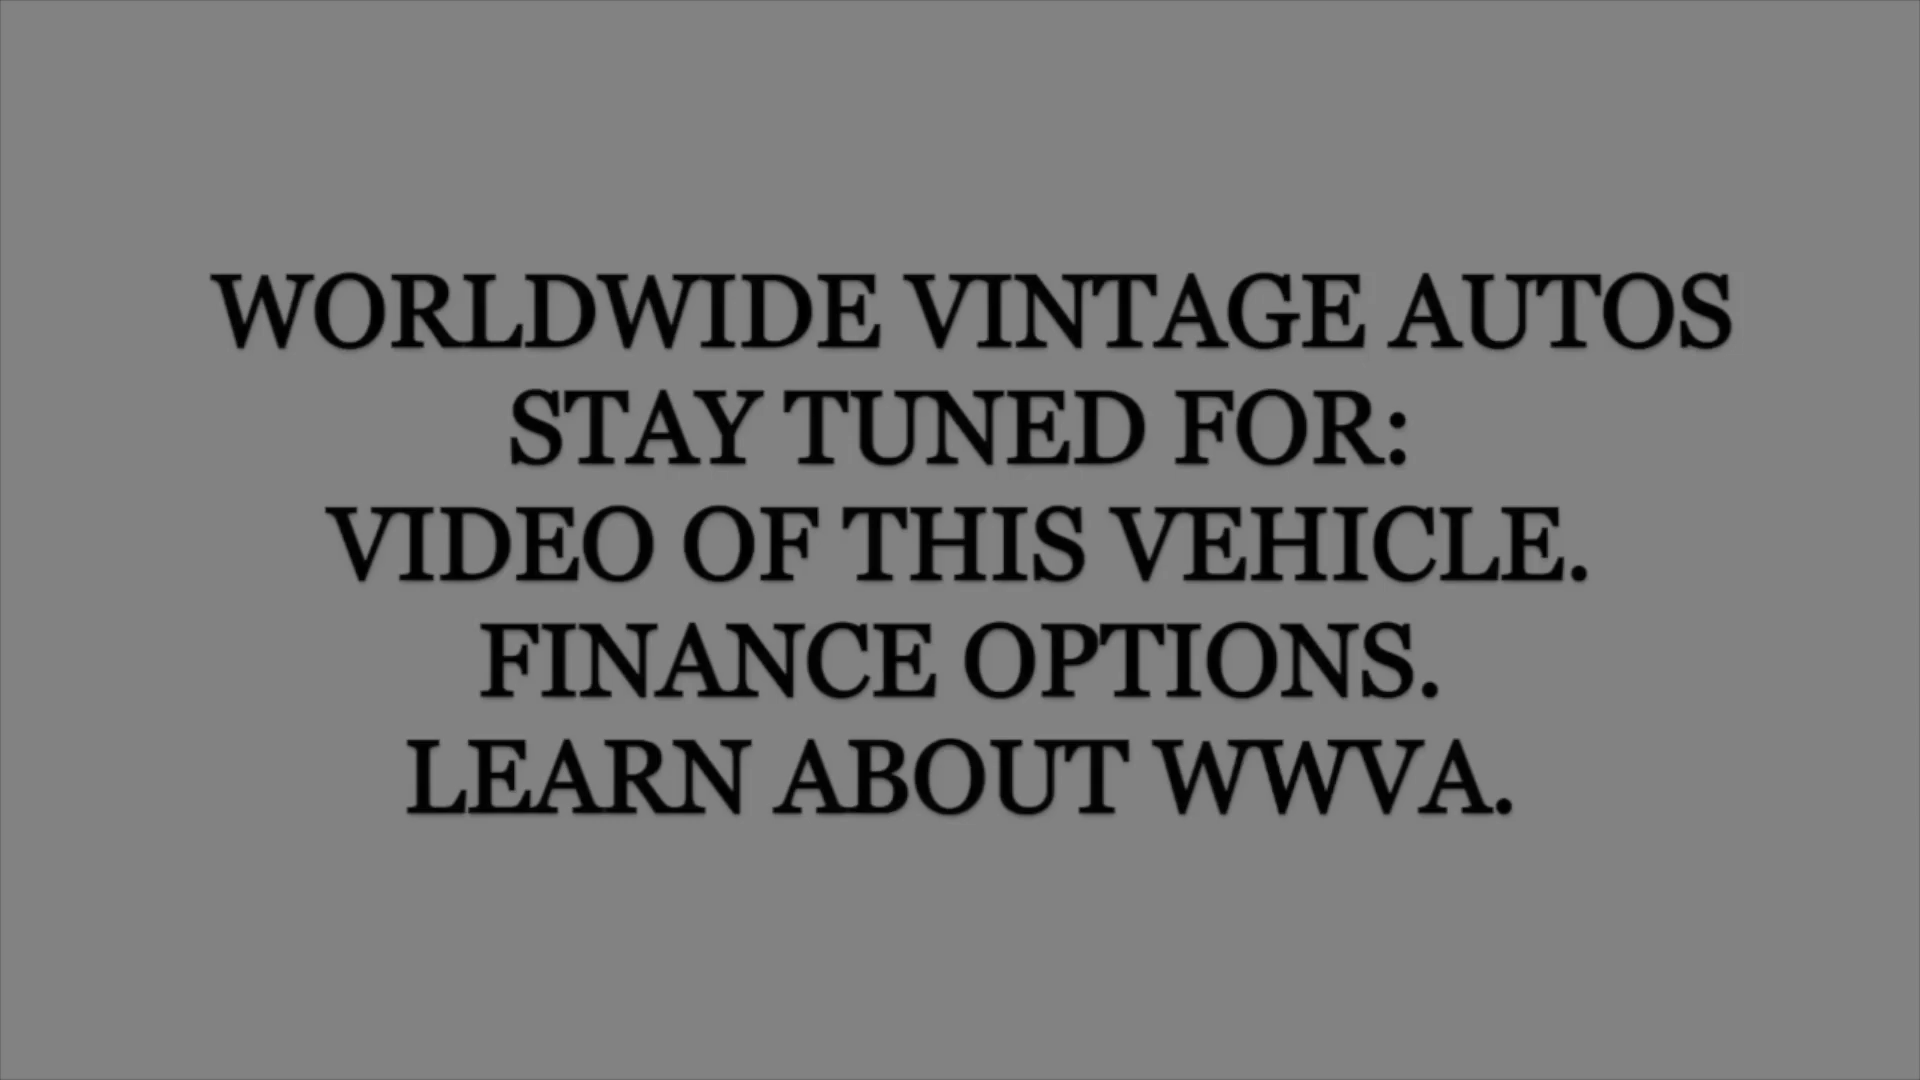 WORLDWIDE VINTAGE AUTOS
STAY TUNED FOR:
VIDEO OF THIS VEHICLE.
FINANCE OPTIONS.
LEARN ABOUT WWVA.